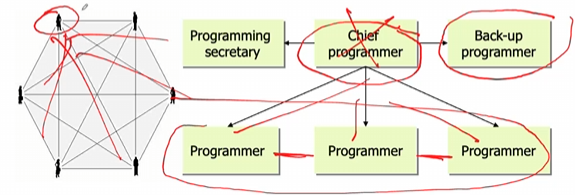 Programming
secretary
Chief
programmer
Back-up
programmer
Programmer
Programmer
Programmer